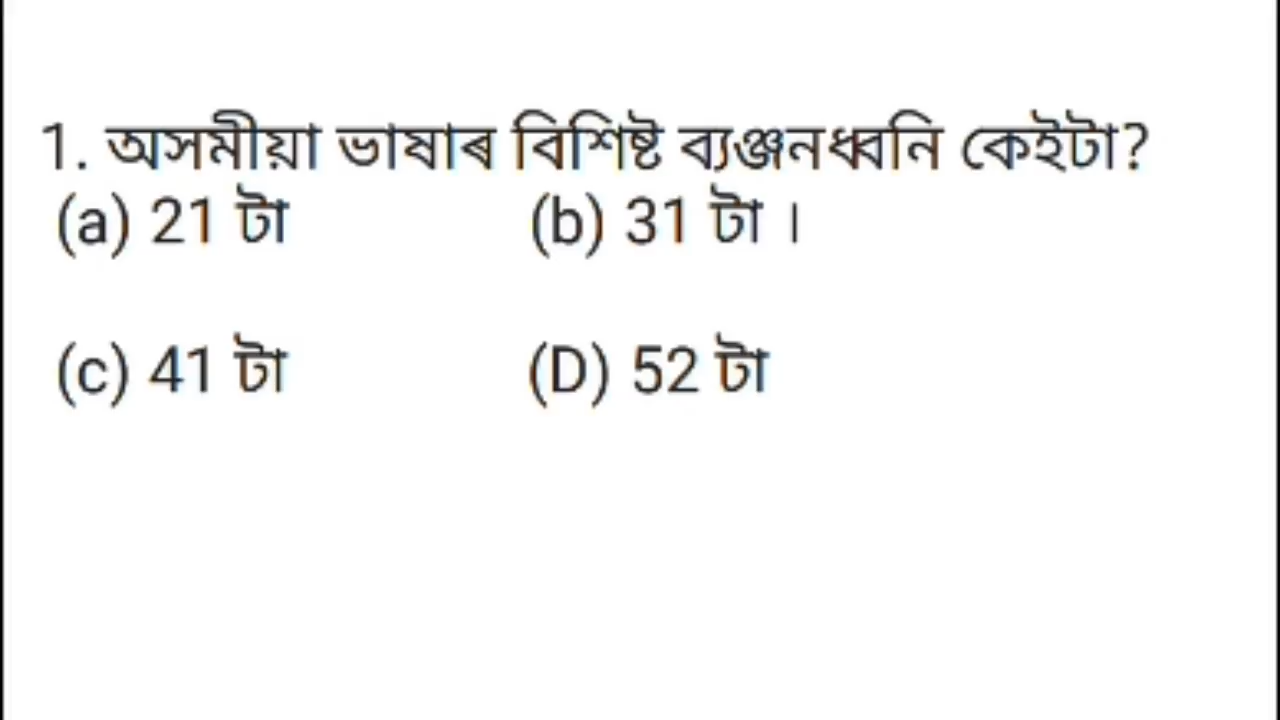 1. অসমীয়া ভাষাৰ বিশিষ্ট ব্যঞ্জনধ্বনি কেইটা?
(a) 21 টা (b) 31 টা ।
(c) 41 টা (D) 52 টা